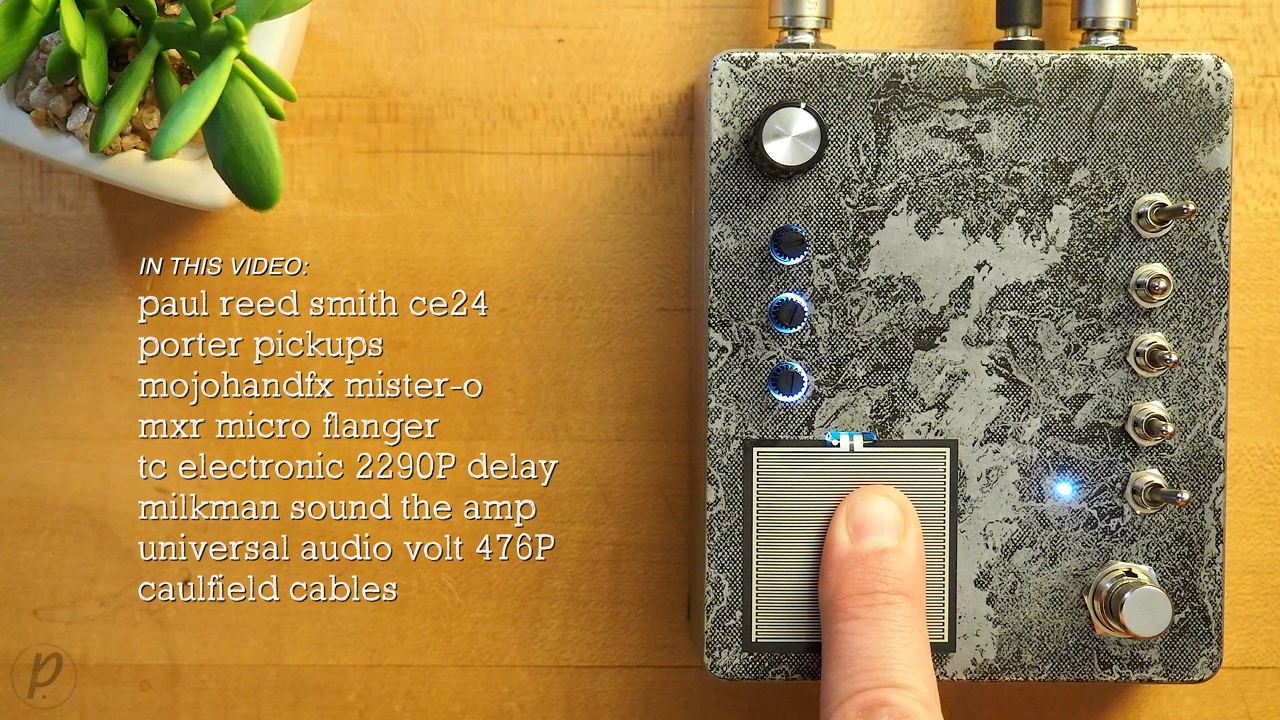 IN THIS VIDEO:
paul reed smith ce24
porter pickups
mojohandfx mister-o
mxr micro flanger
tc electronic 2290P delay
milkman sound the amp
universal audio volt 476P
caulfield cables
p.